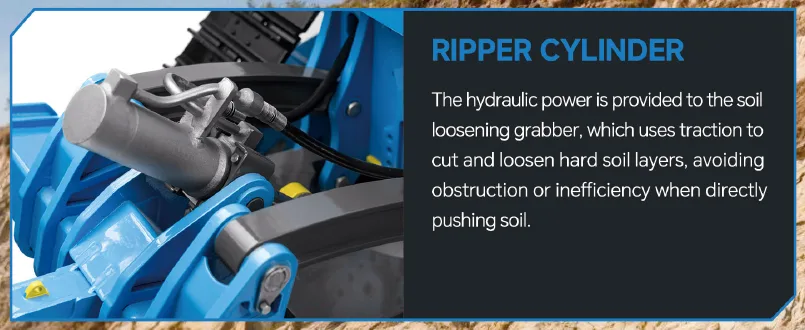 RIPPER CYLINDER
The hydraulic power is provided to the soil
loosening grabber, which uses traction to
cut and loosen hard soil layers, avoiding
obstruction or inefficiency when directly
pushing soil.